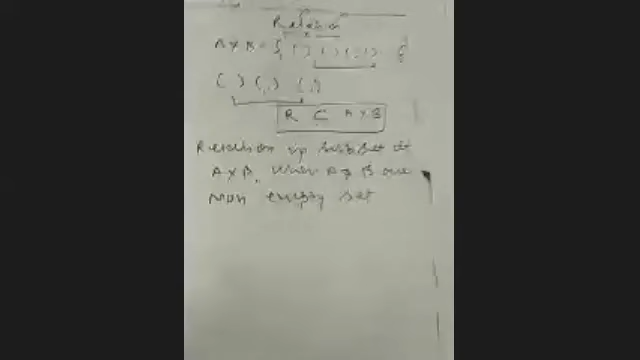 Relation
A × B = { ( ) ( ) ( , ) }
( ) ( , ) ( , )
R ⊂ A × B
Relation is subset of
A × B, when A & B are
non empty set